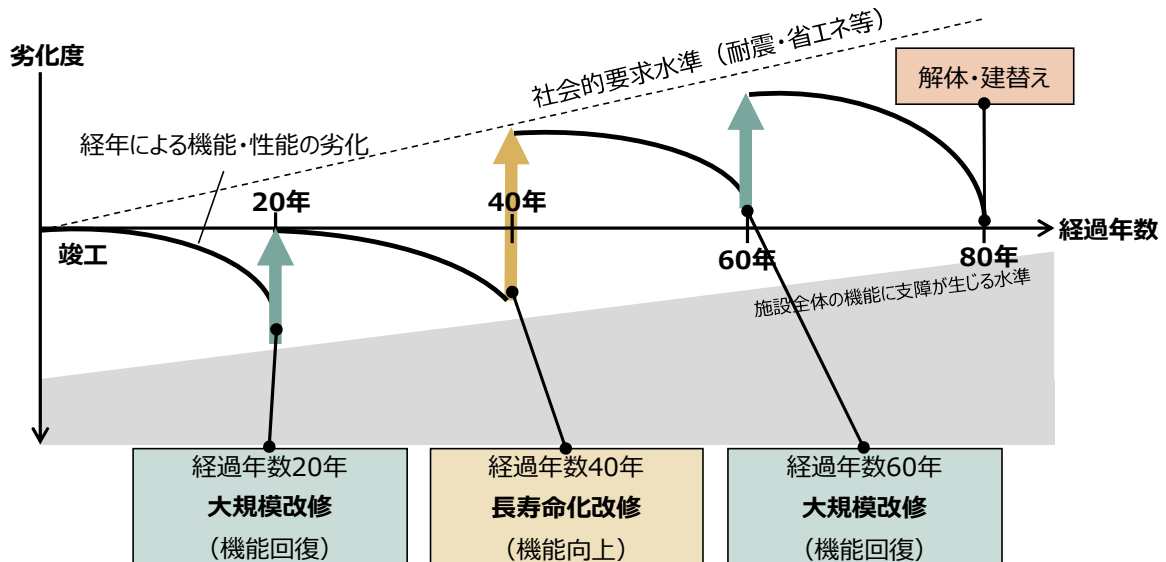 劣化度
社会的要求水準（耐震・省エネ等）
解体・建替え
経年による機能・性能の劣化
20年
40年
竣工
経過年数
60年
80年
施設全体の機能に支障が生じる水準
経過年数20年
大規模改修
（機能回復）
経過年数40年
長寿命化改修
（機能向上）
経過年数60年
大規模改修
（機能回復）